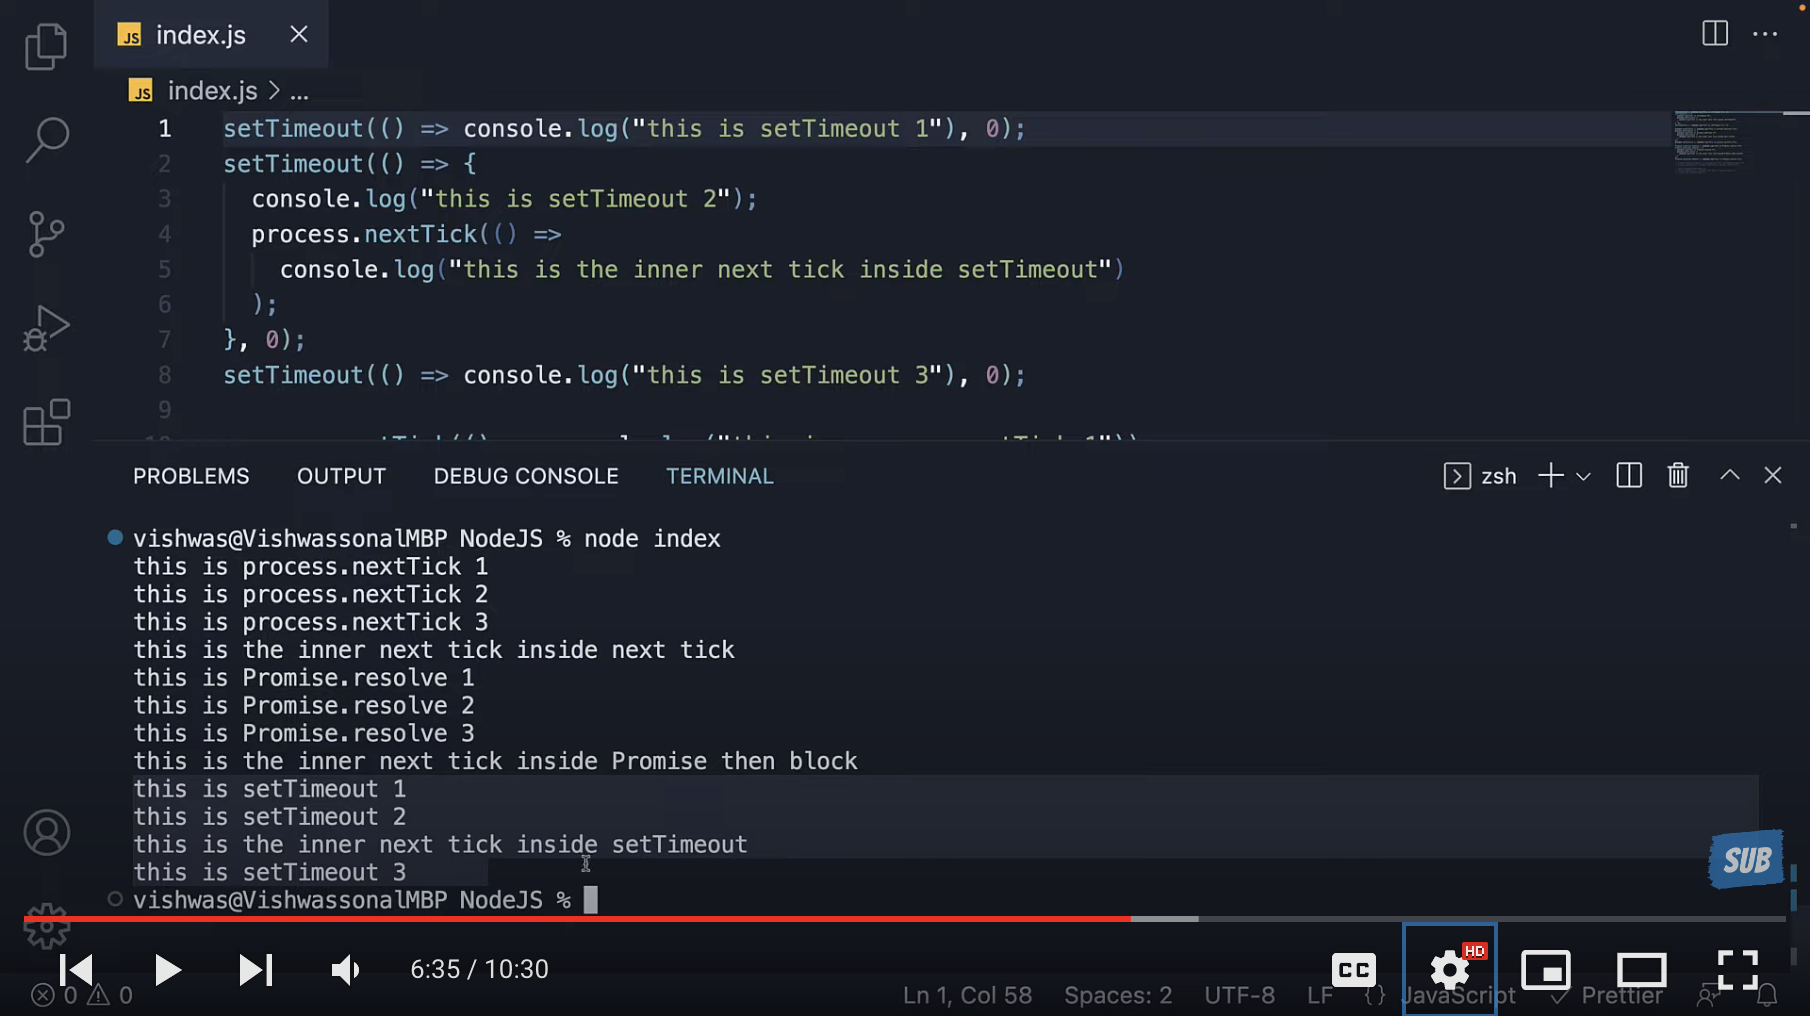 JS index.js
JS index.js > ...
1 setTimeout(() => console.log("this is setTimeout 1"), 0);
2 setTimeout(() => {
3 console.log("this is setTimeout 2");
4 process.nextTick(() =>
5 console.log("this is the inner next tick inside setTimeout")
6 );
7 }, 0);
8 setTimeout(() => console.log("this is setTimeout 3"), 0);
9
PROBLEMS OUTPUT DEBUG CONSOLE TERMINAL zsh
vishwas@VishwassonalMBP NodeJS % node index
this is process.nextTick 1
this is process.nextTick 2
this is process.nextTick 3
this is the inner next tick inside next tick
this is Promise.resolve 1
this is Promise.resolve 2
this is Promise.resolve 3
this is the inner next tick inside Promise then block
this is setTimeout 1
this is setTimeout 2
this is the inner next tick inside setTimeout
this is setTimeout 3
vishwas@VishwassonalMBP NodeJS %
SUB
6:35 / 10:30 CC HD
0 0 Ln 1, Col 58 Spaces: 2 UTF-8 LF {} JavaScript Prettier